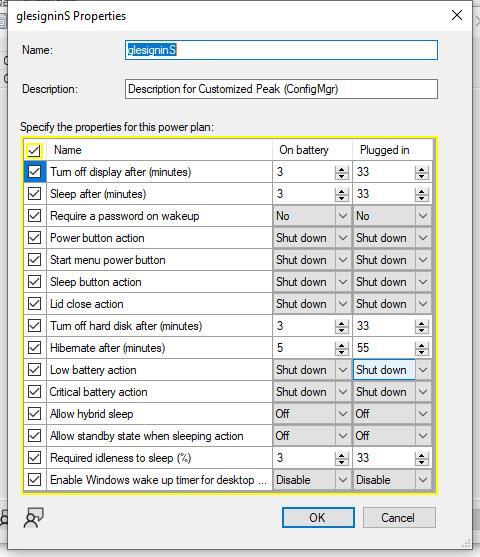 glesigninS Properties
Name: glesigninS
Description: Description for Customized Peak (ConfigMgr)
Specify the properties for this power plan:
Name On battery Plugged in
Turn off display after (minutes) 3 33
Sleep after (minutes) 3 33
Require a password on wakeup No No
Power button action Shut down Shut down
Start menu power button Shut down Shut down
Sleep button action Shut down Shut down
Lid close action Shut down Shut down
Turn off hard disk after (minutes) 3 33
Hibernate after (minutes) 5 55
Low battery action Shut down Shut down
Critical battery action Shut down Shut down
Allow hybrid sleep Off Off
Allow standby state when sleeping action Off Off
Required idleness to sleep (%) 3 33
Enable Windows wake up timer for desktop ... Disable Disable
OK Cancel